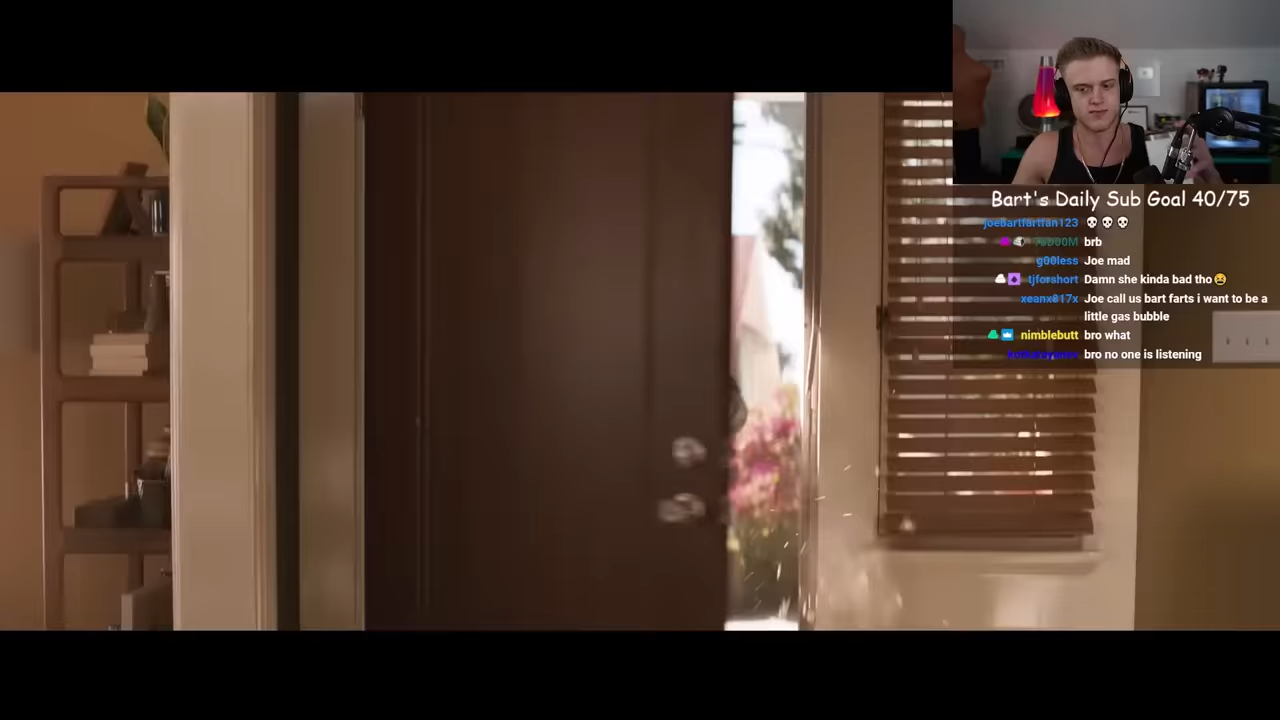 Bart's Daily Sub Goal 40/75
joebartfartfan123 💀💀💀
brb
g00less Joe mad
tjforshort Damn she kinda bad tho😫
xeanx817x Joe call us bart farts i want to be a
little gas bubble
nimblebutt bro what
bro no one is listening